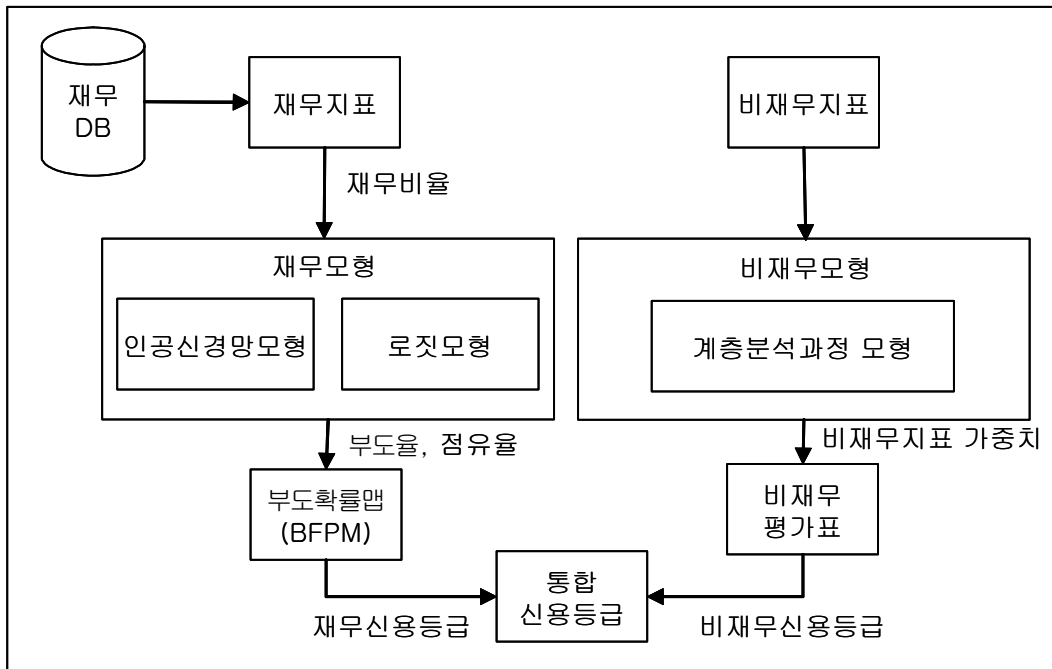 재무
DB
재무지표
비재무지표
재무비율
재무모형
비재무모형
인공신경망모형
로짓모형
계층분석과정 모형
부도율, 점유율
비재무지표 가중치
부도확률맵
(BFPM)
비재무
평가표
통합
신용등급
재무신용등급
비재무신용등급